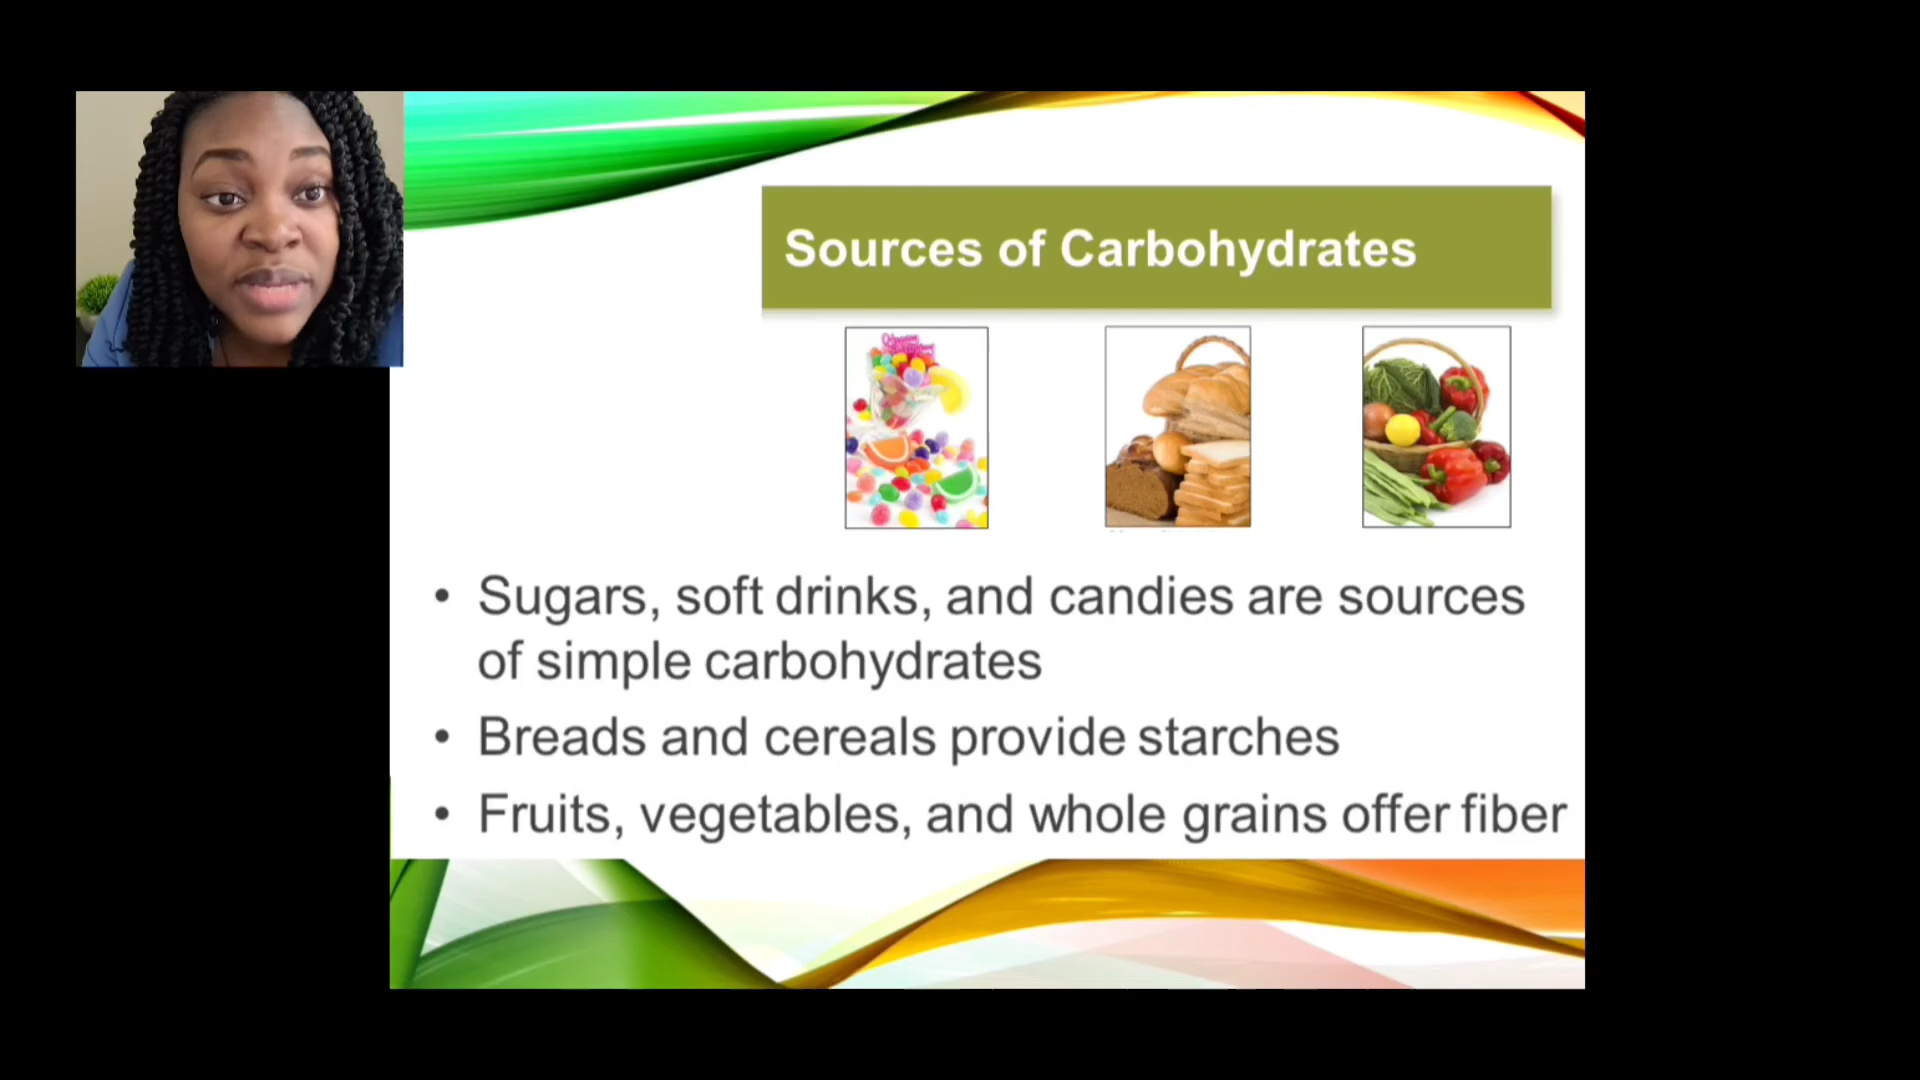 Sources of Carbohydrates
• Sugars, soft drinks, and candies are sources
of simple carbohydrates
• Breads and cereals provide starches
• Fruits, vegetables, and whole grains offer fiber